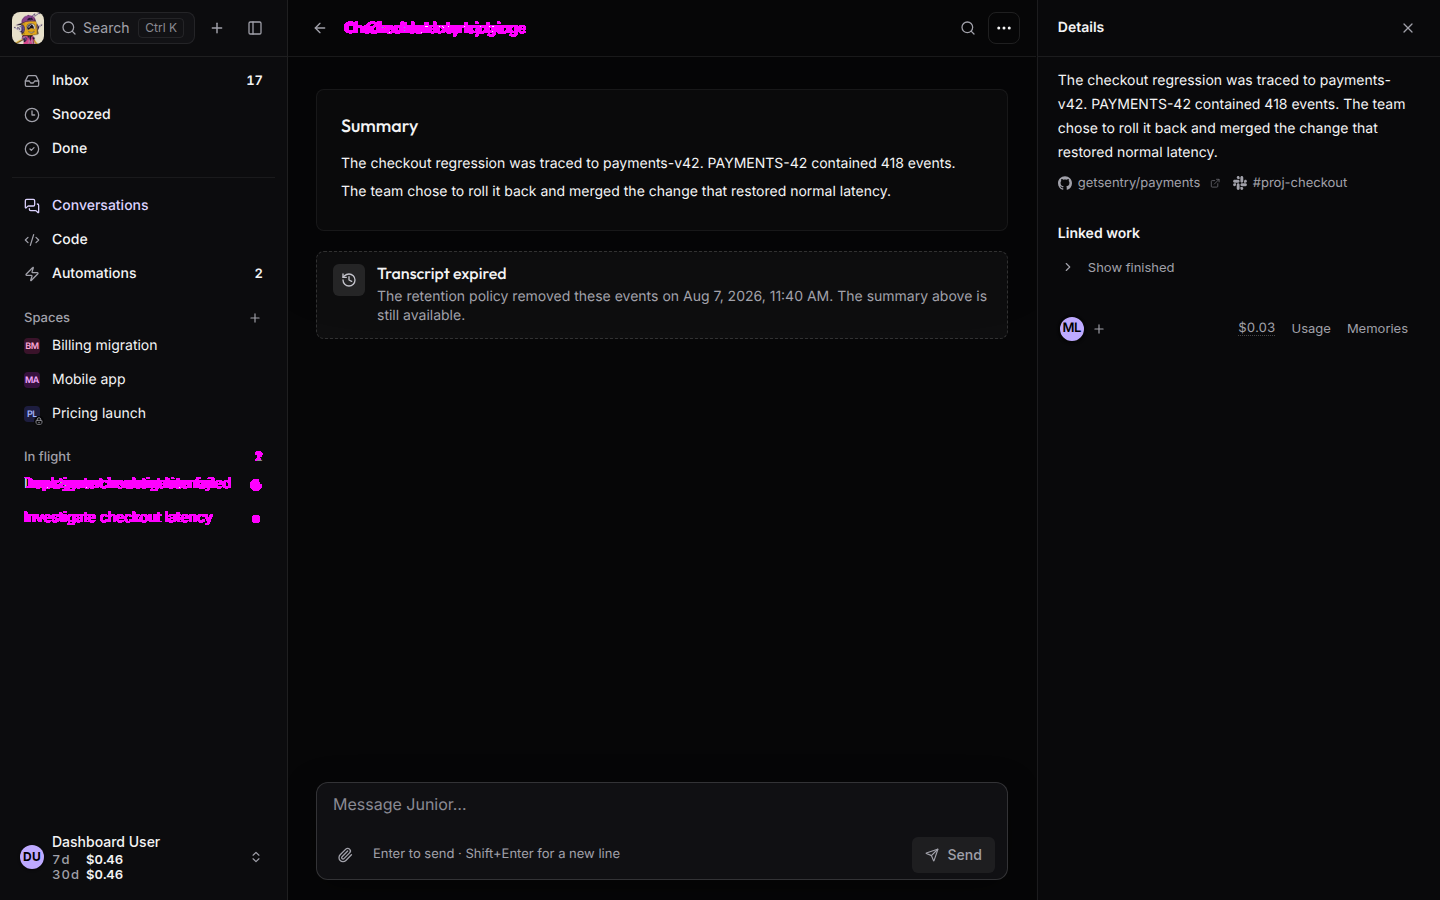 Search Ctrl K
Inbox 17
Snoozed
Done
Conversations
Code
Automations 2
Spaces
BM Billing migration
MA Mobile app
PL Pricing launch
In flight
Investigate checkout latency
DU Dashboard User
7d $0.46
30d $0.46
Summary
The checkout regression was traced to payments-v42. PAYMENTS-42 contained 418 events.
The team chose to roll it back and merged the change that restored normal latency.
Transcript expired
The retention policy removed these events on Aug 7, 2026, 11:40 AM. The summary above is
still available.
Message Junior...
Enter to send · Shift+Enter for a new line
Send
Details
The checkout regression was traced to payments-
v42. PAYMENTS-42 contained 418 events. The team
chose to roll it back and merged the change that
restored normal latency.
getsentry/payments #proj-checkout
Linked work
Show finished
ML $0.03 Usage Memories